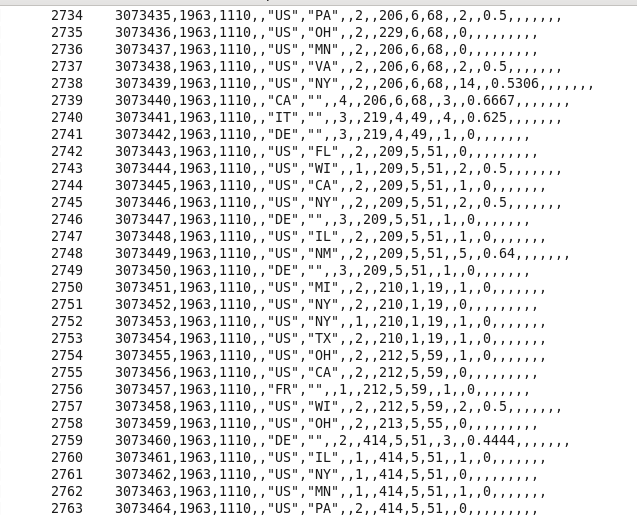 2734 3073435,1963,1110,,"US","PA",,2,,206,6,68,,2,,0.5,,,,,,,
2735 3073436,1963,1110,,"US","OH",,2,,229,6,68,,0,,,,,,,,,
2736 3073437,1963,1110,,"US","MN",,2,,206,6,68,,0,,,,,,,,,
2737 3073438,1963,1110,,"US","VA",,2,,206,6,68,,2,,0.5,,,,,,,
2738 3073439,1963,1110,,"US","NY",,2,,206,6,68,,14,,0.5306,,,,,,,
2739 3073440,1963,1110,,"CA","",,4,,206,6,68,,3,,0.6667,,,,,,,
2740 3073441,1963,1110,,"IT","",,3,,219,4,49,,4,,0.625,,,,,,,
2741 3073442,1963,1110,,"DE","",,3,,219,4,49,,1,,0,,,,,,,
2742 3073443,1963,1110,,"US","FL",,2,,209,5,51,,0,,,,,,,,,
2743 3073444,1963,1110,,"US","WI",,1,,209,5,51,,2,,0.5,,,,,,,
2744 3073445,1963,1110,,"US","CA",,2,,209,5,51,,1,,0,,,,,,,
2745 3073446,1963,1110,,"US","NY",,2,,209,5,51,,2,,0.5,,,,,,,
2746 3073447,1963,1110,,"DE","",,3,,209,5,51,,1,,0,,,,,,,
2747 3073448,1963,1110,,"US","IL",,2,,209,5,51,,1,,0,,,,,,,
2748 3073449,1963,1110,,"US","NM",,2,,209,5,51,,5,,0.64,,,,,,,
2749 3073450,1963,1110,,"DE","",,3,,209,5,51,,1,,0,,,,,,,
2750 3073451,1963,1110,,"US","MI",,2,,210,1,19,,1,,0,,,,,,,
2751 3073452,1963,1110,,"US","NY",,2,,210,1,19,,0,,,,,,,,,
2752 3073453,1963,1110,,"US","NY",,1,,210,1,19,,1,,0,,,,,,,
2753 3073454,1963,1110,,"US","TX",,2,,210,1,19,,1,,0,,,,,,,
2754 3073455,1963,1110,,"US","OH",,2,,212,5,59,,1,,0,,,,,,,
2755 3073456,1963,1110,,"US","CA",,2,,212,5,59,,0,,,,,,,,,
2756 3073457,1963,1110,,"FR","",,1,,212,5,59,,1,,0,,,,,,,
2757 3073458,1963,1110,,"US","WI",,2,,212,5,59,,2,,0.5,,,,,,,
2758 3073459,1963,1110,,"US","OH",,2,,213,5,55,,0,,,,,,,,,
2759 3073460,1963,1110,,"DE","",,2,,414,5,51,,3,,0.4444,,,,,,,
2760 3073461,1963,1110,,"US","IL",,1,,414,5,51,,1,,0,,,,,,,
2761 3073462,1963,1110,,"US","NY",,1,,414,5,51,,0,,,,,,,,,
2762 3073463,1963,1110,,"US","MN",,1,,414,5,51,,1,,0,,,,,,,
2763 3073464,1963,1110,,"US","PA",,2,,414,5,51,,0,,,,,,,,,